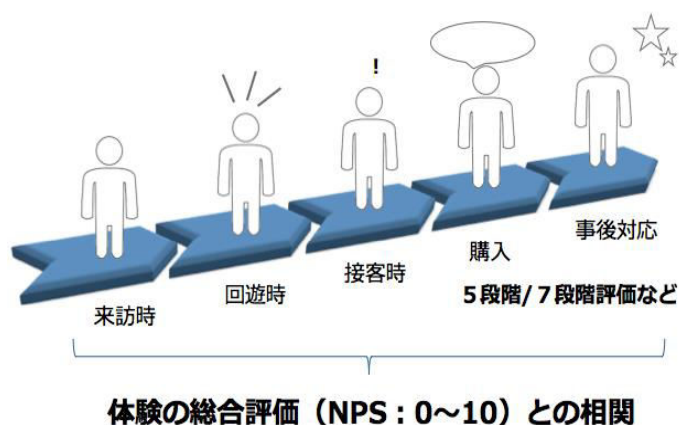 !
来訪時
回遊時
接客時
購入
事後対応
5段階/7段階評価など
体験の総合評価(NPS:0〜10)との相関